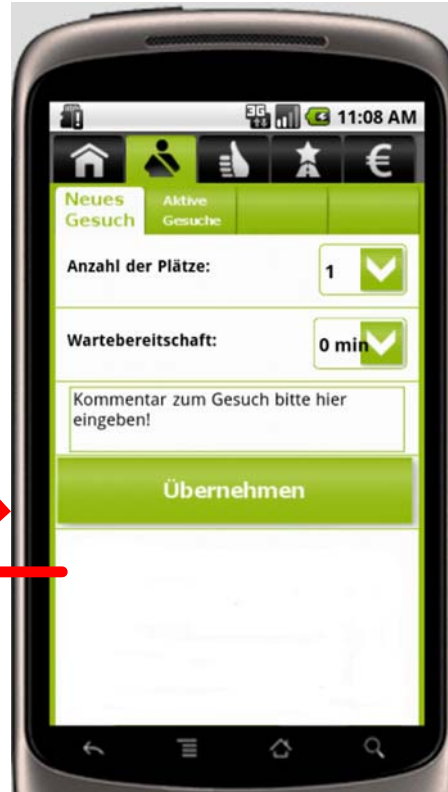 3G 11:08 AM
€
Neues
Gesuch
Aktive
Gesuche
Anzahl der Plätze:
1
Wartebereitschaft:
0 min
Kommentar zum Gesuch bitte hier
eingeben!
Übernehmen